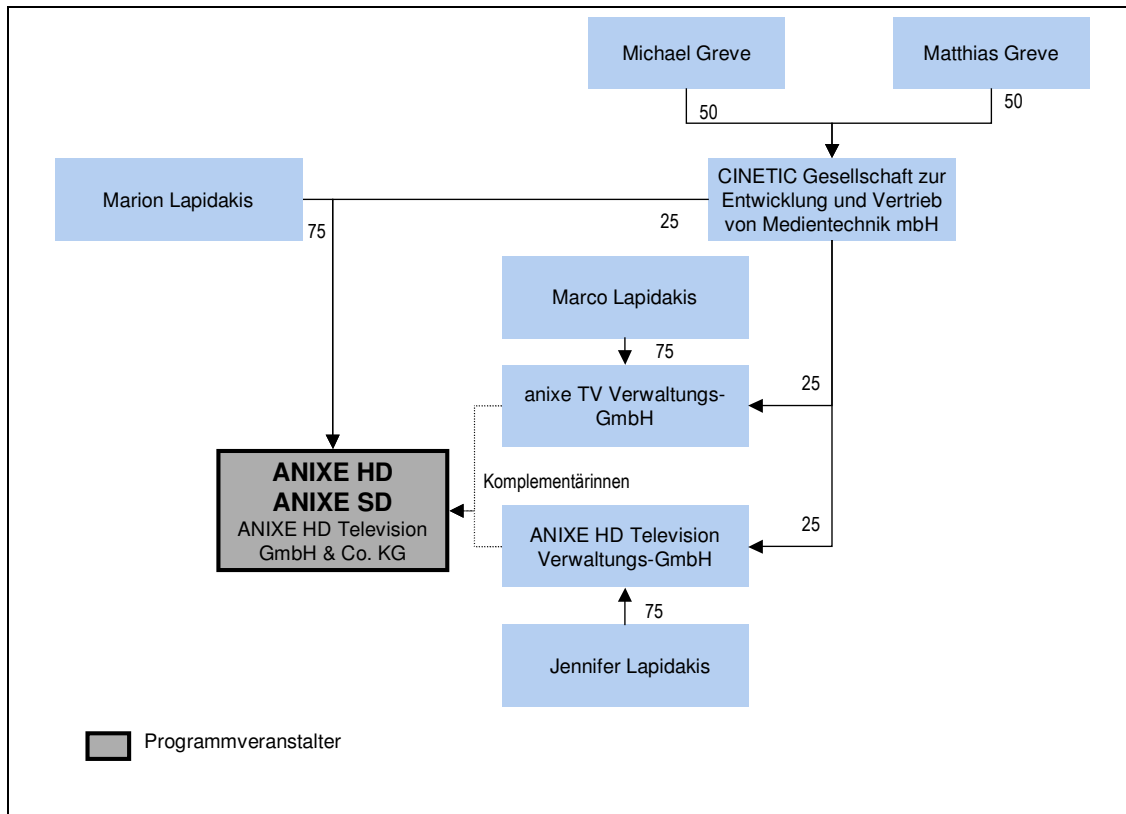 Michael Greve
Matthias Greve
50
50
Marion Lapidakis
CINETIC Gesellschaft zur
Entwicklung und Vertrieb
von Medientechnik mbH
75
25
Marco Lapidakis
75
anixe TV Verwaltungs-
GmbH
25
ANIXE HD
ANIXE SD
ANIXE HD Television
GmbH & Co. KG
Komplementärinnen
ANIXE HD Television
Verwaltungs-GmbH
25
75
Jennifer Lapidakis
Programmveranstalter